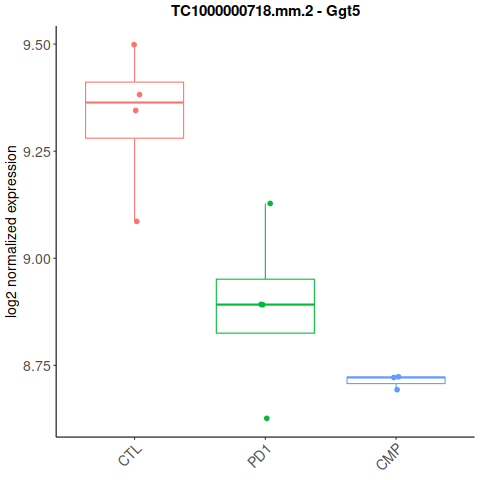 TC1000000718.mm.2 - Ggt5
log2 normalized expression
9.50
9.25
9.00
8.75
CTL
PD1
CMP